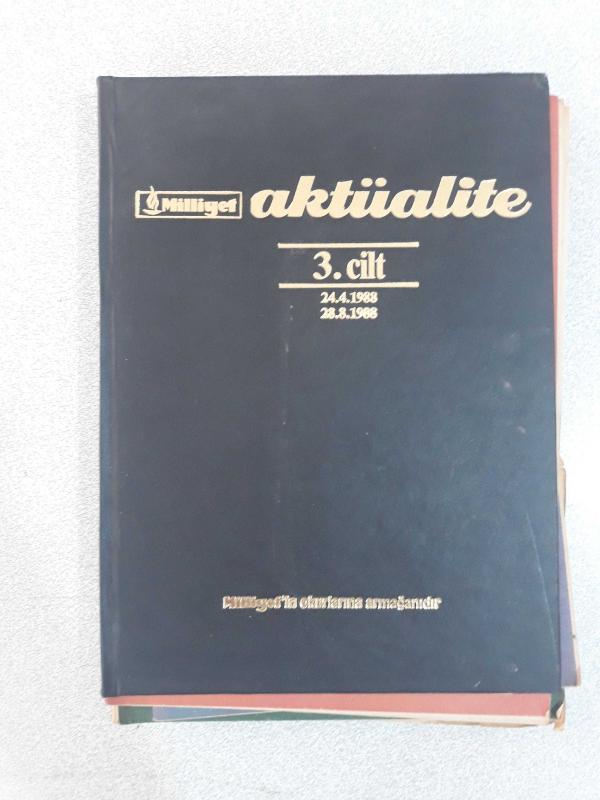 Milliyet aktüalite
3. cilt
24.4.1988
28.8.1988
Milliyet'in okurlarına armağanıdır